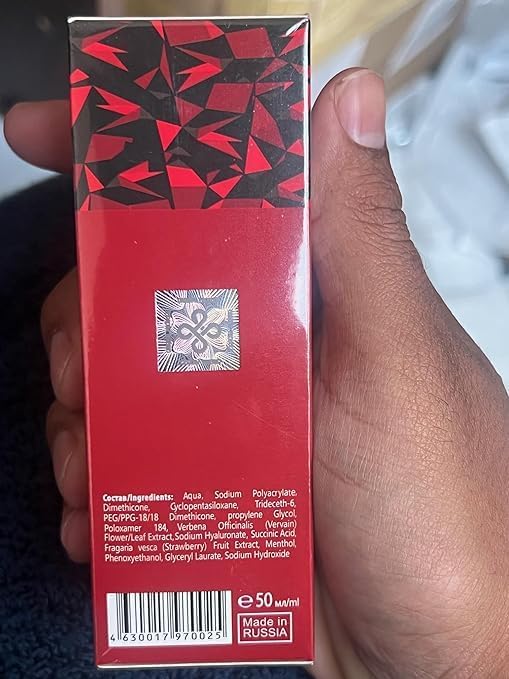 Состав/Ingredients: Aqua, Sodium Polyacrylate,
Dimethicone, Cyclopentasiloxane, Trideceth-6,
PEG/PPG-18/18 Dimethicone, propylene Glycol,
Poloxamer 184, Verbena Officinalis (Vervain)
Flower/Leaf Extract, Sodium Hyaluronate, Succinic Acid,
Fragaria vesca (Strawberry) Fruit Extract, Menthol,
Phenoxyethanol, Glyceryl Laurate, Sodium Hydroxide
℮ 50 мл/ml
Made in
RUSSIA
4 630017 970025